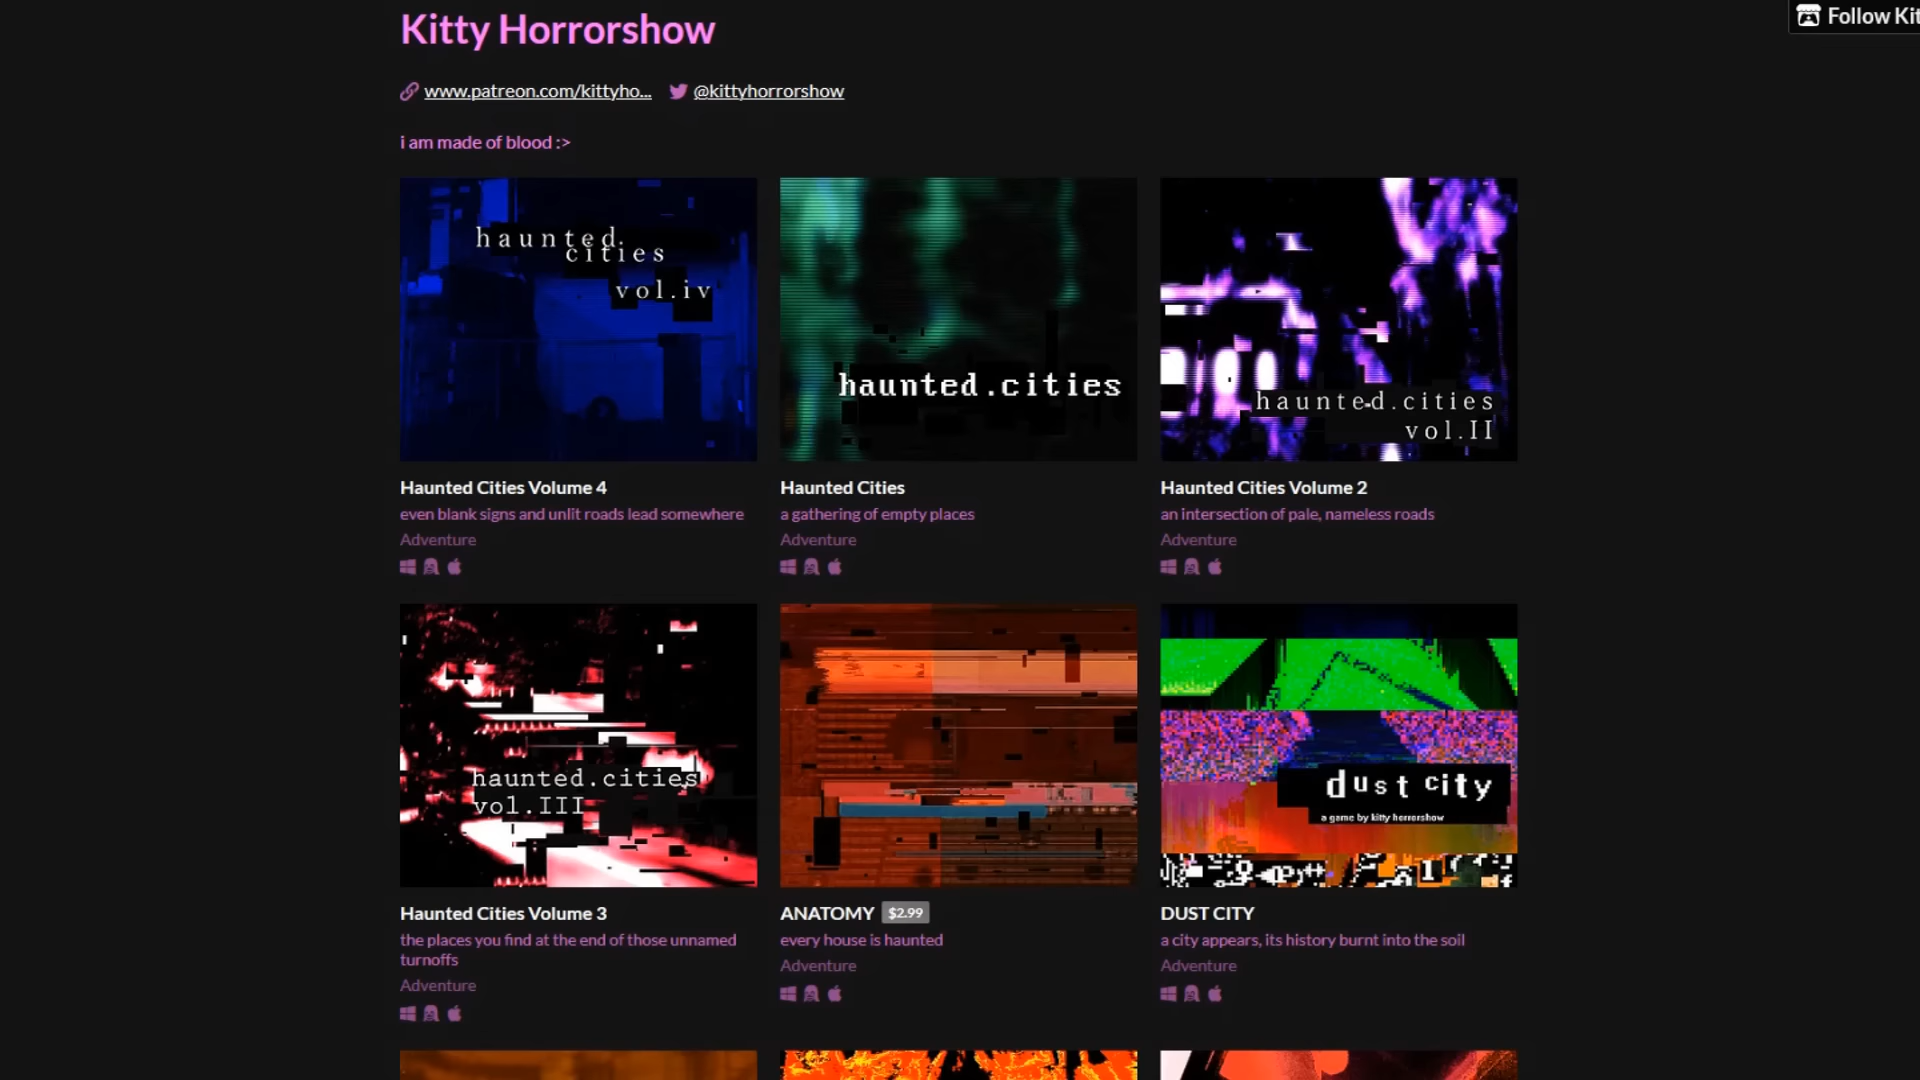 Kitty Horrorshow
Follow Kit
www.patreon.com/kittyho...
@kittyhorrorshow
i am made of blood :>
haunted.
cities
vol.iv
haunted.cities
haunted.cities
vol.II
Haunted Cities Volume 4
even blank signs and unlit roads lead somewhere
Adventure
Haunted Cities
a gathering of empty places
Adventure
Haunted Cities Volume 2
an intersection of pale, nameless roads
Adventure
haunted.cities
vol.III
dust city
a game by kitty horrorshow
Haunted Cities Volume 3
the places you find at the end of those unnamed
turnoffs
Adventure
ANATOMY $2.99
every house is haunted
Adventure
DUST CITY
a city appears, its history burnt into the soil
Adventure